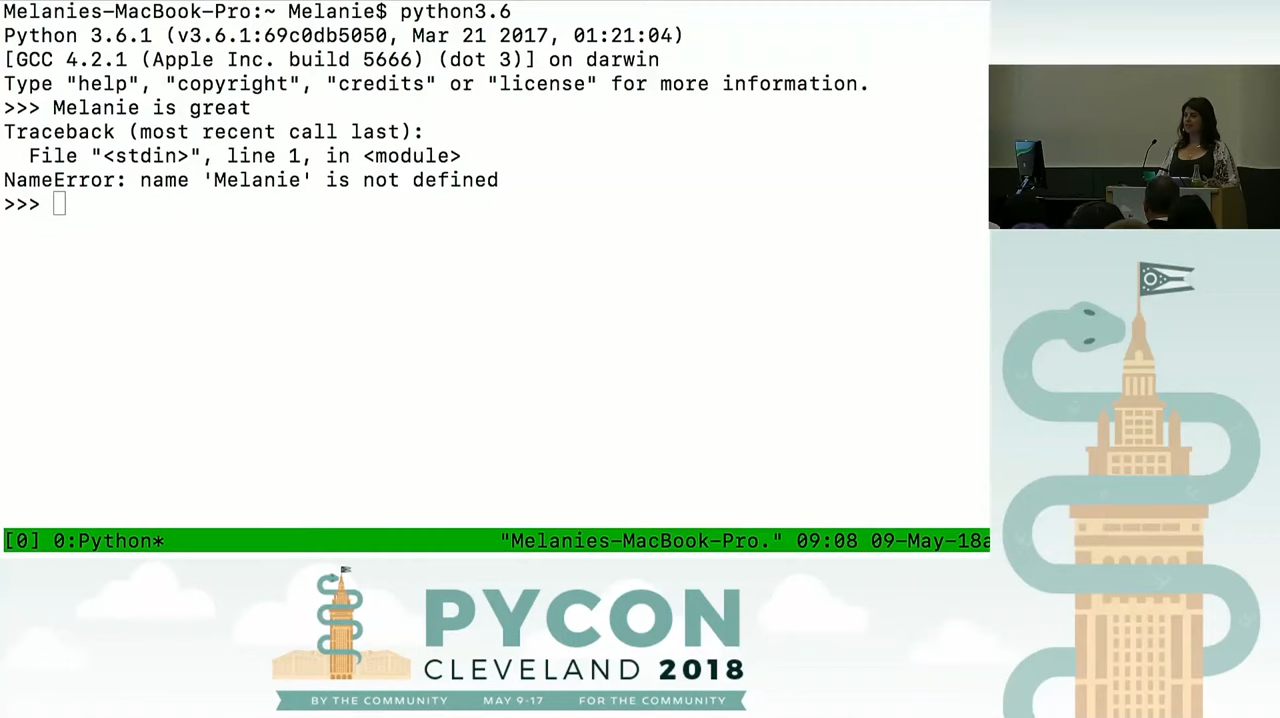 Melanies-MacBook-Pro:~ Melanie$ python3.6
Python 3.6.1 (v3.6.1:69c0db5050, Mar 21 2017, 01:21:04)
[GCC 4.2.1 (Apple Inc. build 5666) (dot 3)] on darwin
Type "help", "copyright", "credits" or "license" for more information.
>>> Melanie is great
Traceback (most recent call last):
  File "<stdin>", line 1, in <module>
NameError: name 'Melanie' is not defined
>>>
[0] 0:Python* "Melanies-MacBook-Pro." 09:08 09-May-18a
PYCON
CLEVELAND 2018
BY THE COMMUNITY MAY 9-17 FOR THE COMMUNITY